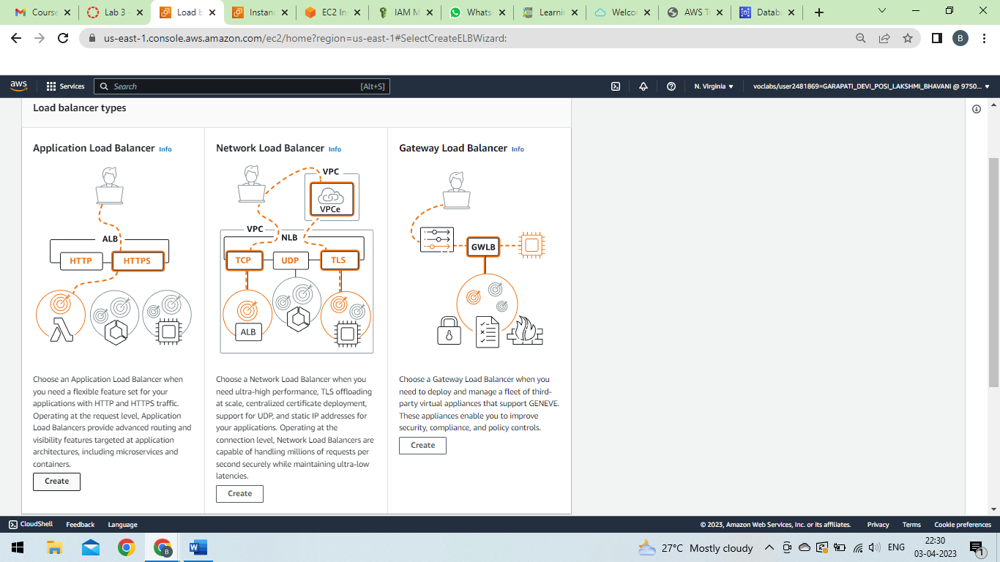 Course
Lab 3 -
Load b
Instanc
EC2 In
IAM M
Whats
Learnin
Welco
AWS T
Datab
us-east-1.console.aws.amazon.com/ec2/home?region=us-east-1#SelectCreateELBWizard:
B
aws
Services
Search
[Alt+S]
N. Virginia
voclabs/user2481869=GARAPATI_DEVI_POSI_LAKSHMI_BHAVANI @ 9750...
Load balancer types
Application Load Balancer Info
ALB
HTTP
HTTPS
Choose an Application Load Balancer when
you need a flexible feature set for your
applications with HTTP and HTTPS traffic.
Operating at the request level, Application
Load Balancers provide advanced routing and
visibility features targeted at application
architectures, including microservices and
containers.
Create
Network Load Balancer Info
VPC
VPCe
VPC
NLB
TCP
UDP
TLS
ALB
Choose a Network Load Balancer when you
need ultra-high performance, TLS offloading
at scale, centralized certificate deployment,
support for UDP, and static IP addresses for
your applications. Operating at the
connection level, Network Load Balancers are
capable of handling millions of requests per
second securely while maintaining ultra-low
latencies.
Create
Gateway Load Balancer Info
GWLB
Choose a Gateway Load Balancer when you
need to deploy and manage a fleet of third-
party virtual appliances that support GENEVE.
These appliances enable you to improve
security, compliance, and policy controls.
Create
CloudShell
Feedback
Language
© 2023, Amazon Web Services, Inc. or its affiliates.
Privacy
Terms
Cookie preferences
B
27°C Mostly cloudy
ENG
22:30
03-04-2023
1